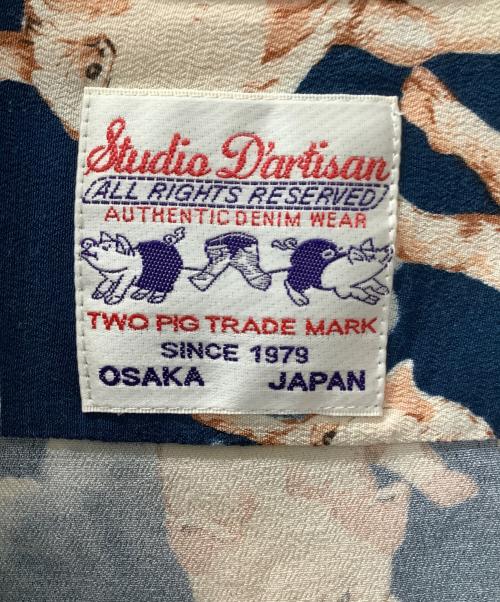 Studio D'artisan
(ALL RIGHTS RESERVED)
AUTHENTIC DENIM WEAR
TWO PIG TRADE MARK
SINCE 1979
OSAKA JAPAN